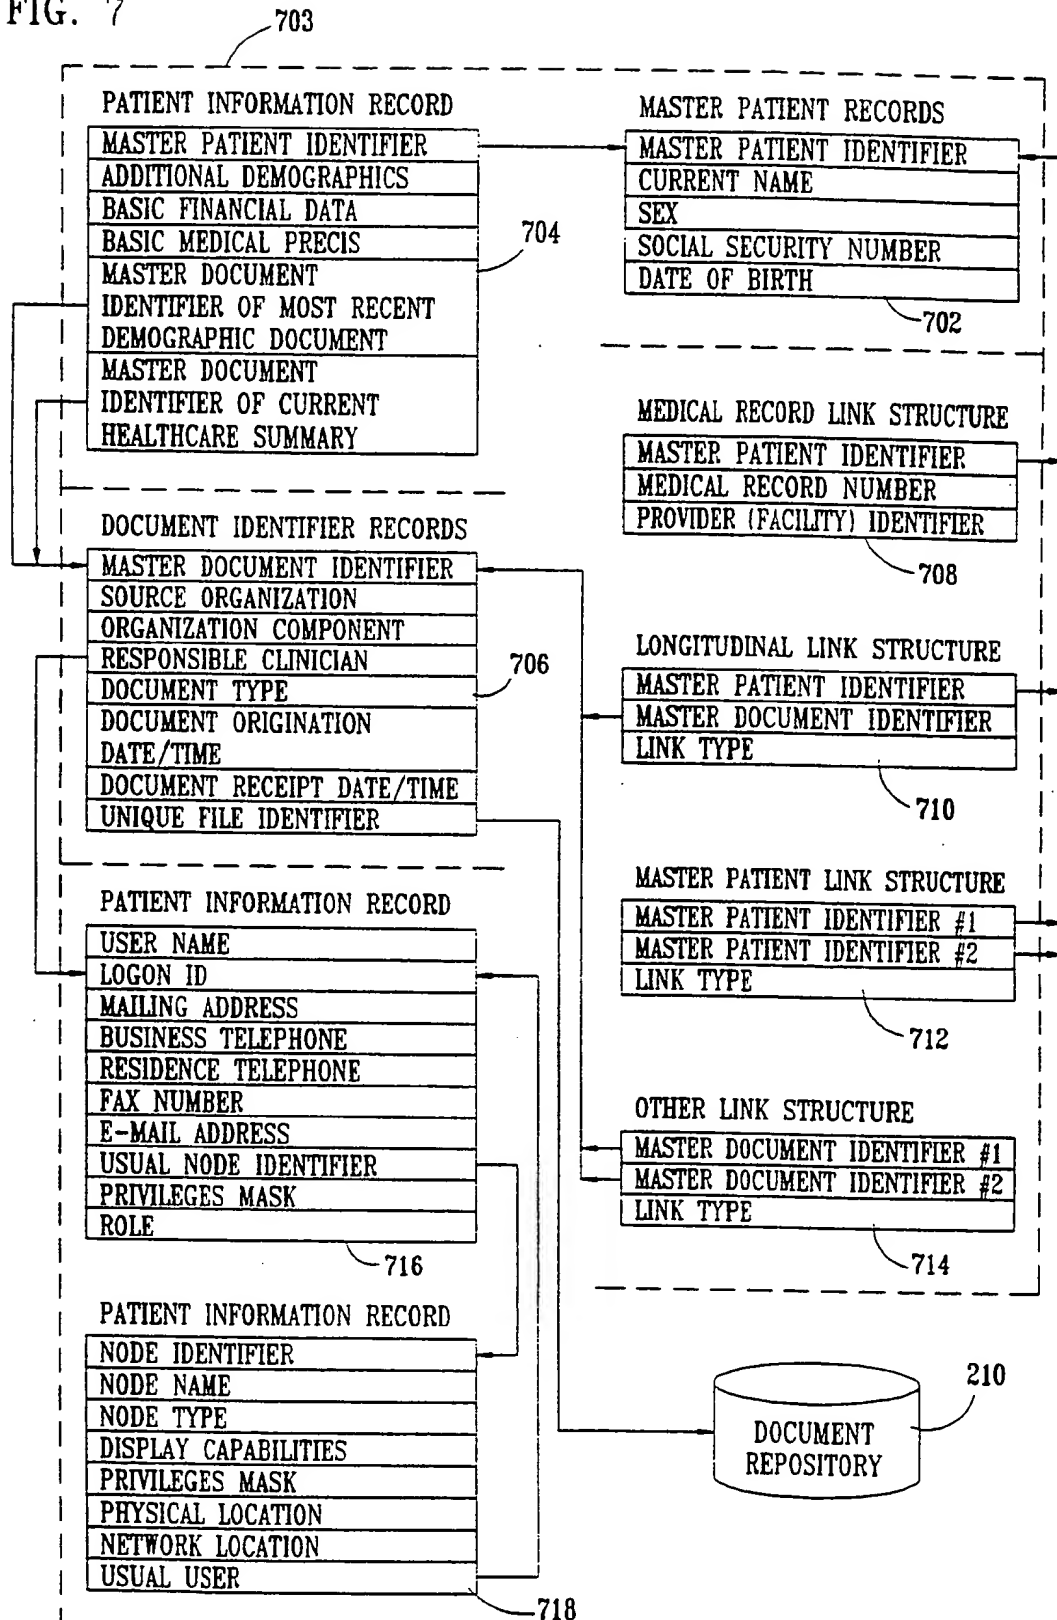 FIG. 7
703
PATIENT INFORMATION RECORD
MASTER PATIENT IDENTIFIER
ADDITIONAL DEMOGRAPHICS
BASIC FINANCIAL DATA
BASIC MEDICAL PRECIS
MASTER DOCUMENT
IDENTIFIER OF MOST RECENT
DEMOGRAPHIC DOCUMENT
MASTER DOCUMENT
IDENTIFIER OF CURRENT
HEALTHCARE SUMMARY
704
MASTER PATIENT RECORDS
MASTER PATIENT IDENTIFIER
CURRENT NAME
SEX
SOCIAL SECURITY NUMBER
DATE OF BIRTH
702
DOCUMENT IDENTIFIER RECORDS
MASTER DOCUMENT IDENTIFIER
SOURCE ORGANIZATION
ORGANIZATION COMPONENT
RESPONSIBLE CLINICIAN
DOCUMENT TYPE
DOCUMENT ORIGINATION
DATE/TIME
DOCUMENT RECEIPT DATE/TIME
UNIQUE FILE IDENTIFIER
706
MEDICAL RECORD LINK STRUCTURE
MASTER PATIENT IDENTIFIER
MEDICAL RECORD NUMBER
PROVIDER (FACILITY) IDENTIFIER
708
LONGITUDINAL LINK STRUCTURE
MASTER PATIENT IDENTIFIER
MASTER DOCUMENT IDENTIFIER
LINK TYPE
710
PATIENT INFORMATION RECORD
USER NAME
LOGON ID
MAILING ADDRESS
BUSINESS TELEPHONE
RESIDENCE TELEPHONE
FAX NUMBER
E-MAIL ADDRESS
USUAL NODE IDENTIFIER
PRIVILEGES MASK
ROLE
716
MASTER PATIENT LINK STRUCTURE
MASTER PATIENT IDENTIFIER #1
MASTER PATIENT IDENTIFIER #2
LINK TYPE
712
OTHER LINK STRUCTURE
MASTER DOCUMENT IDENTIFIER #1
MASTER DOCUMENT IDENTIFIER #2
LINK TYPE
714
PATIENT INFORMATION RECORD
NODE IDENTIFIER
NODE NAME
NODE TYPE
DISPLAY CAPABILITIES
PRIVILEGES MASK
PHYSICAL LOCATION
NETWORK LOCATION
USUAL USER
718
210
DOCUMENT
REPOSITORY